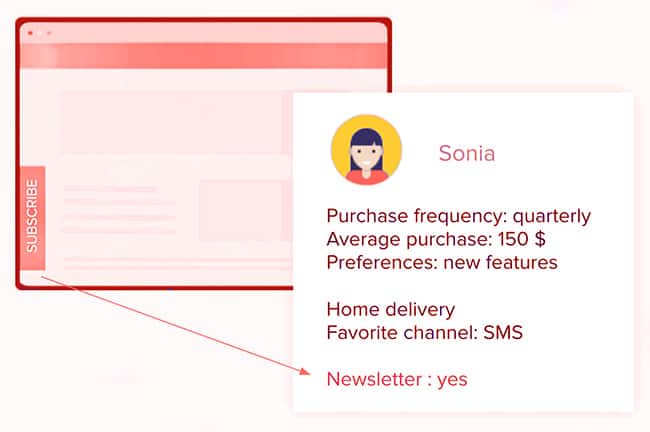 SUBSCRIBE
Sonia
Purchase frequency: quarterly
Average purchase: 150 $
Preferences: new features
Home delivery
Favorite channel: SMS
Newsletter : yes